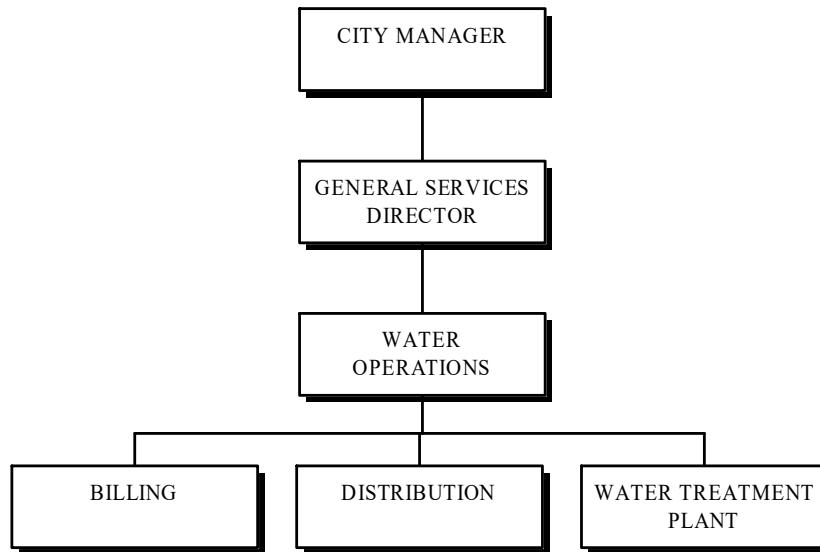 CITY MANAGER
GENERAL SERVICES
DIRECTOR
WATER
OPERATIONS
BILLING
DISTRIBUTION
WATER TREATMENT
PLANT